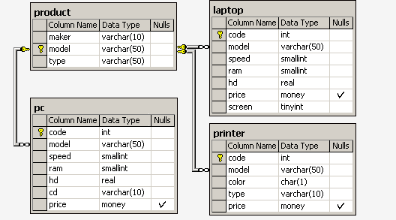 product
Column Name Data Type Nulls
maker varchar(10)
model varchar(50)
type varchar(50)
laptop
Column Name Data Type Nulls
code int
model varchar(50)
speed smallint
ram smallint
hd real
price money
screen tinyint
pc
Column Name Data Type Nulls
code int
model varchar(50)
speed smallint
ram smallint
hd real
cd varchar(10)
price money
printer
Column Name Data Type Nulls
code int
model varchar(50)
color char(1)
type varchar(10)
price money